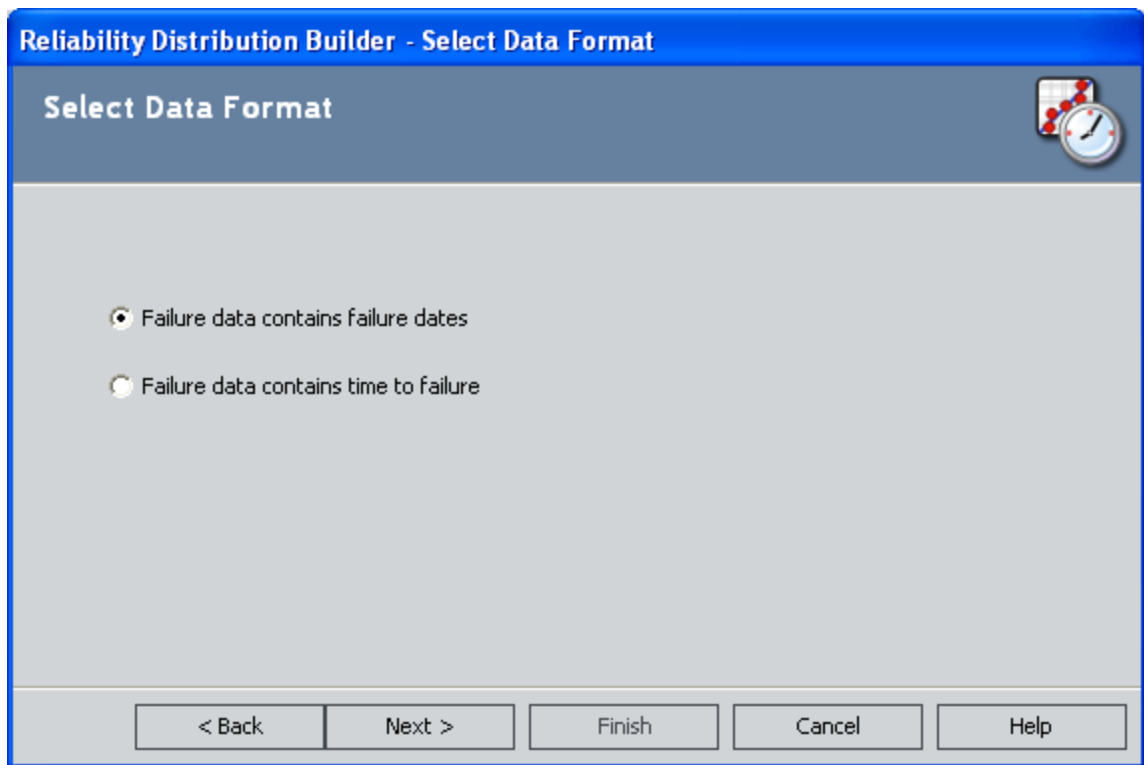 Reliability Distribution Builder - Select Data Format
Select Data Format
Failure data contains failure dates
Failure data contains time to failure
< Back Next > Finish Cancel Help